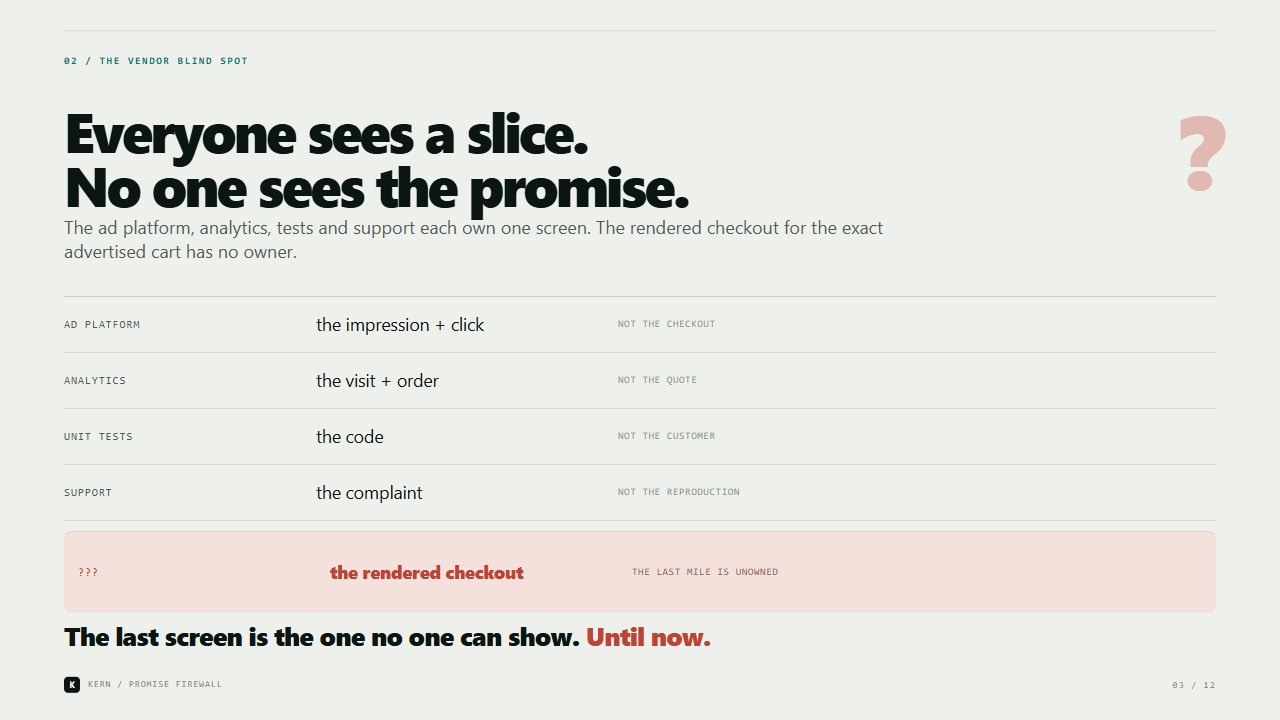 02 / THE VENDOR BLIND SPOT
Everyone sees a slice.
No one sees the promise.
?
The ad platform, analytics, tests and support each own one screen. The rendered checkout for the exact
advertised cart has no owner.
AD PLATFORM the impression + click NOT THE CHECKOUT
ANALYTICS the visit + order NOT THE QUOTE
UNIT TESTS the code NOT THE CUSTOMER
SUPPORT the complaint NOT THE REPRODUCTION
??? the rendered checkout THE LAST MILE IS UNOWNED
The last screen is the one no one can show. Until now.
K KERN / PROMISE FIREWALL 03 / 12